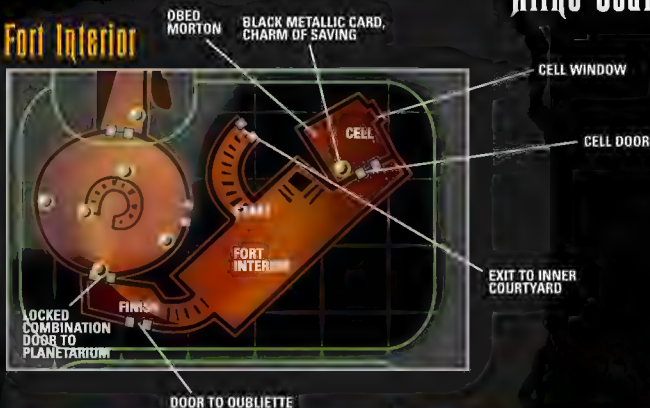 Fort Interior
OBED
MORTON
BLACK METALLIC CARD,
CHARM OF SAVING
CELL WINDOW
CELL
CELL DOOR
START
FORT
INTERIOR
EXIT TO INNER
COURTYARD
FINISH
LOCKED
COMBINATION
DOOR TO
PLANETARIUM
DOOR TO OUBLIETTE